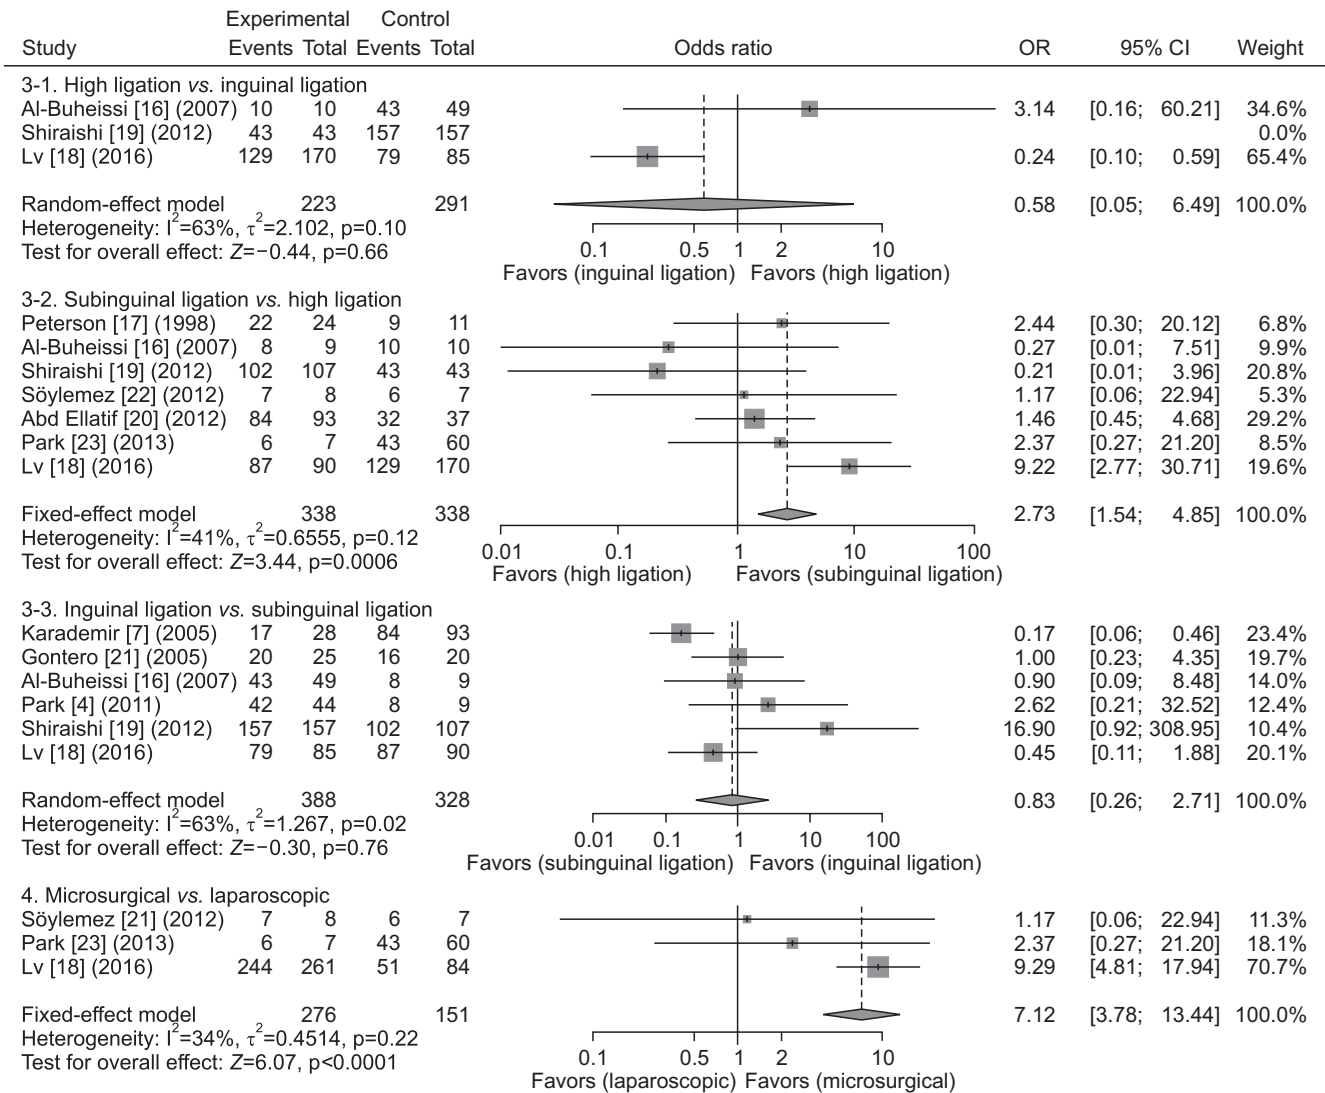 Experimental Control
Study Events Total Events Total Odds ratio OR 95% CI Weight
3-1. High ligation vs. inguinal ligation
Al-Buheissi [16] (2007) 10 10 43 49 3.14 [0.16; 60.21] 34.6%
Shiraishi [19] (2012) 43 43 157 157 0.0%
Lv [18] (2016) 129 170 79 85 0.24 [0.10; 0.59] 65.4%
Random-effect model 223 291 0.58 [0.05; 6.49] 100.0%
Heterogeneity: I²=63%, τ²=2.102, p=0.10
Test for overall effect: Z=−0.44, p=0.66
0.1 0.5 1 2 10
Favors (inguinal ligation) Favors (high ligation)
3-2. Subinguinal ligation vs. high ligation
Peterson [17] (1998) 22 24 9 11 2.44 [0.30; 20.12] 6.8%
Al-Buheissi [16] (2007) 8 9 10 10 0.27 [0.01; 7.51] 9.9%
Shiraishi [19] (2012) 102 107 43 43 0.21 [0.01; 3.96] 20.8%
Söylemez [22] (2012) 7 8 6 7 1.17 [0.06; 22.94] 5.3%
Abd Ellatif [20] (2012) 84 93 32 37 1.46 [0.45; 4.68] 29.2%
Park [23] (2013) 6 7 43 60 2.37 [0.27; 21.20] 8.5%
Lv [18] (2016) 87 90 129 170 9.22 [2.77; 30.71] 19.6%
Fixed-effect model 338 338 2.73 [1.54; 4.85] 100.0%
Heterogeneity: I²=41%, τ²=0.6555, p=0.12
Test for overall effect: Z=3.44, p=0.0006
0.01 0.1 1 10 100
Favors (high ligation) Favors (subinguinal ligation)
3-3. Inguinal ligation vs. subinguinal ligation
Karademir [7] (2005) 17 28 84 93 0.17 [0.06; 0.46] 23.4%
Gontero [21] (2005) 20 25 16 20 1.00 [0.23; 4.35] 19.7%
Al-Buheissi [16] (2007) 43 49 8 9 0.90 [0.09; 8.48] 14.0%
Park [4] (2011) 42 44 8 9 2.62 [0.21; 32.52] 12.4%
Shiraishi [19] (2012) 157 157 102 107 16.90 [0.92; 308.95] 10.4%
Lv [18] (2016) 79 85 87 90 0.45 [0.11; 1.88] 20.1%
Random-effect model 388 328 0.83 [0.26; 2.71] 100.0%
Heterogeneity: I²=63%, τ²=1.267, p=0.02
Test for overall effect: Z=−0.30, p=0.76
0.01 0.1 1 10 100
Favors (subinguinal ligation) Favors (inguinal ligation)
4. Microsurgical vs. laparoscopic
Söylemez [21] (2012) 7 8 6 7 1.17 [0.06; 22.94] 11.3%
Park [23] (2013) 6 7 43 60 2.37 [0.27; 21.20] 18.1%
Lv [18] (2016) 244 261 51 84 9.29 [4.81; 17.94] 70.7%
Fixed-effect model 276 151 7.12 [3.78; 13.44] 100.0%
Heterogeneity: I²=34%, τ²=0.4514, p=0.22
Test for overall effect: Z=6.07, p<0.0001
0.1 0.5 1 2 10
Favors (laparoscopic) Favors (microsurgical)